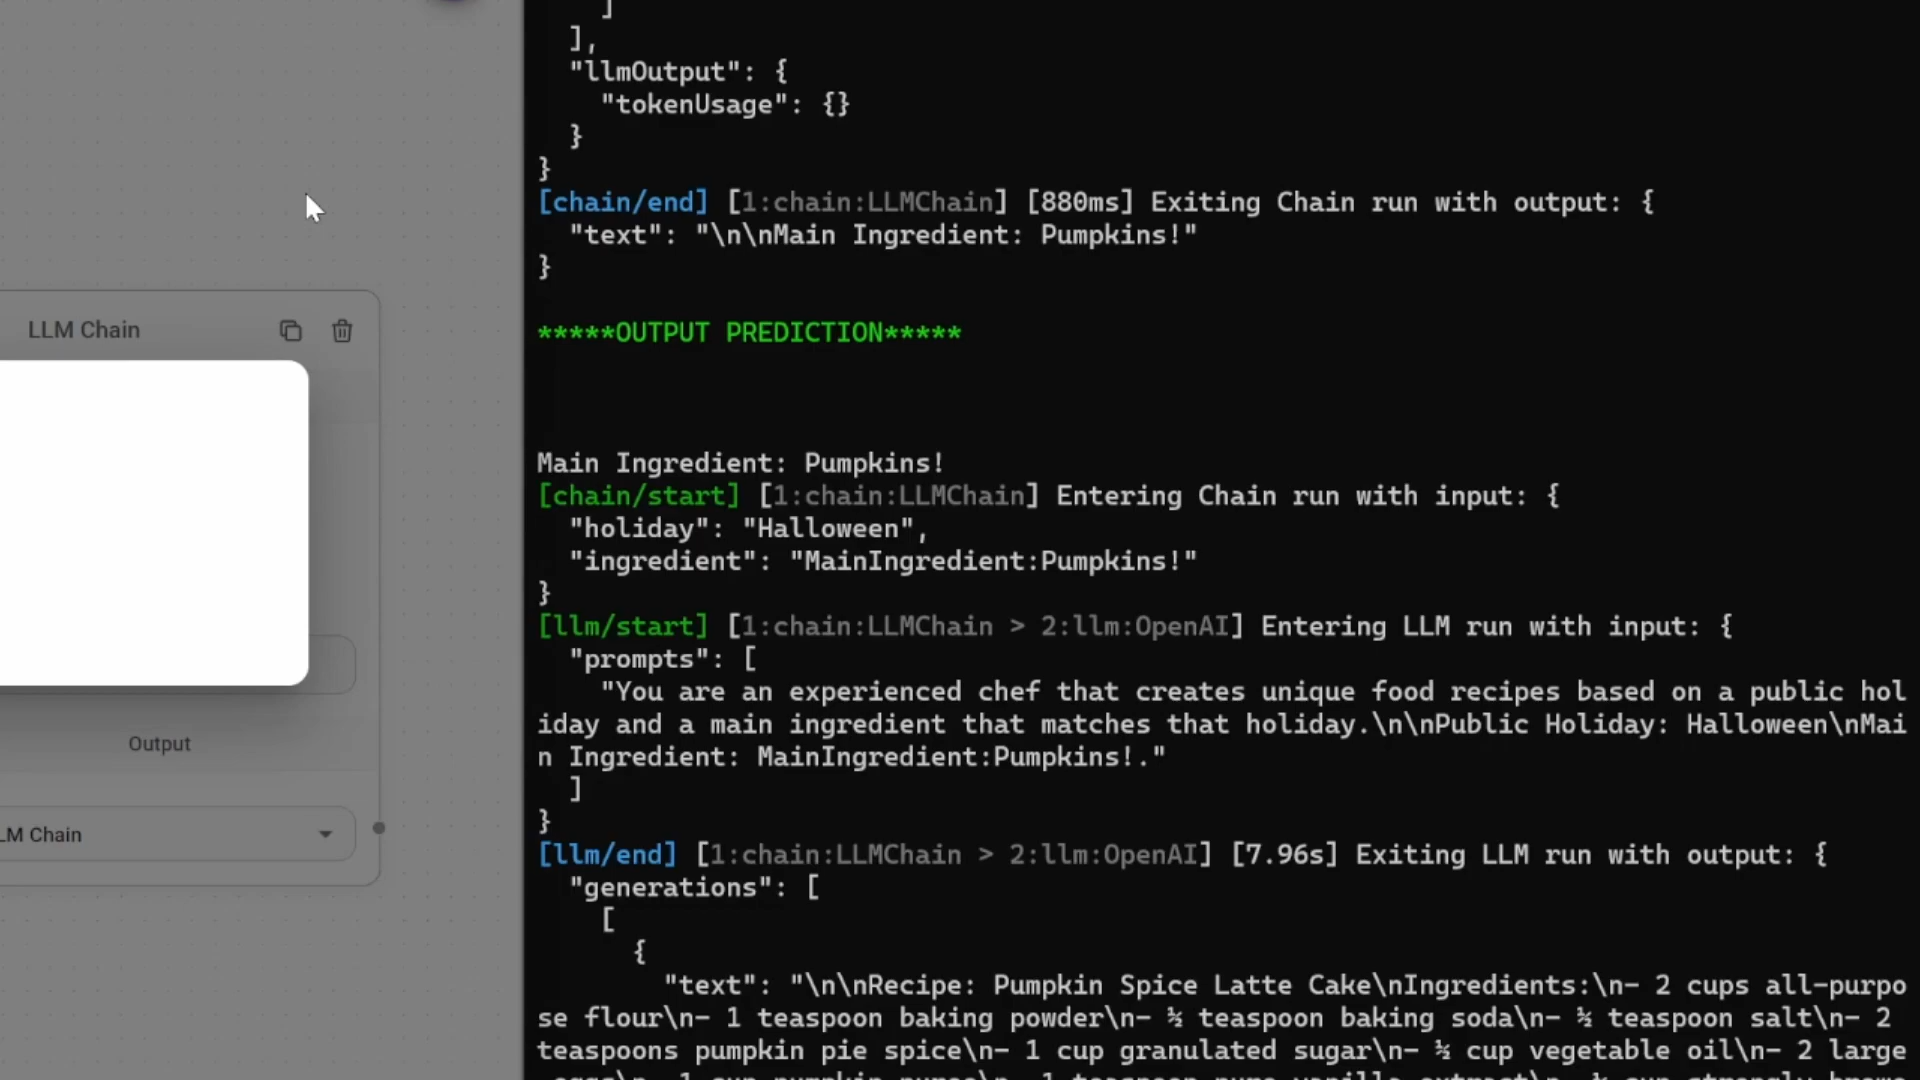 ]
],
"llmOutput": {
"tokenUsage": {}
}
}
[chain/end] [1:chain:LLMChain] [880ms] Exiting Chain run with output: {
"text": "\n\nMain Ingredient: Pumpkins!"
}
LLM Chain
*****OUTPUT PREDICTION*****
Main Ingredient: Pumpkins!
[chain/start] [1:chain:LLMChain] Entering Chain run with input: {
"holiday": "Halloween",
"ingredient": "MainIngredient:Pumpkins!"
}
[llm/start] [1:chain:LLMChain > 2:llm:OpenAI] Entering LLM run with input: {
"prompts": [
"You are an experienced chef that creates unique food recipes based on a public hol
iday and a main ingredient that matches that holiday.\n\nPublic Holiday: Halloween\nMai
n Ingredient: MainIngredient:Pumpkins!."
]
}
Output
LM Chain
[llm/end] [1:chain:LLMChain > 2:llm:OpenAI] [7.96s] Exiting LLM run with output: {
"generations": [
[
{
"text": "\n\nRecipe: Pumpkin Spice Latte Cake\nIngredients:\n- 2 cups all-purpo
se flour\n- 1 teaspoon baking powder\n- ½ teaspoon baking soda\n- ½ teaspoon salt\n- 2
teaspoons pumpkin pie spice\n- 1 cup granulated sugar\n- ½ cup vegetable oil\n- 2 large